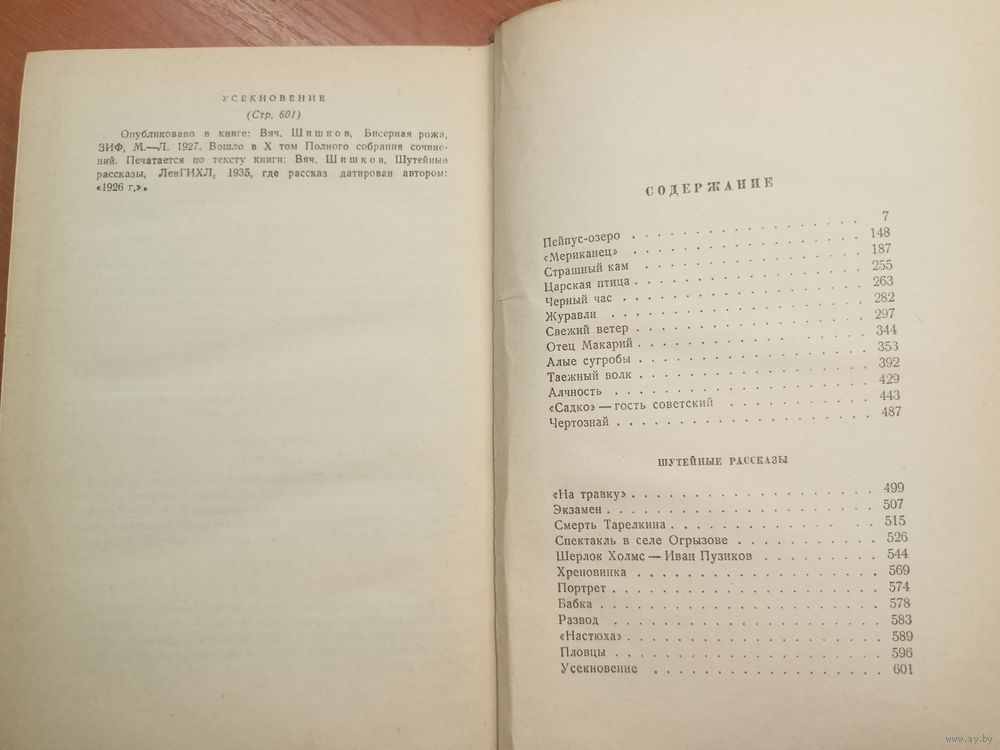 УСЕКНОВЕНИЕ
(Стр. 601)
Опубликовано в книге: Вяч. Шишков, Бисерная рожа,
ЗИФ, М.—Л. 1927. Вошло в X том Полного собрания сочине-
ний. Печатается по тексту книги: Вяч. Шишков, Шутейные
рассказы, ЛенГИХЛ, 1935, где рассказ датирован автором:
«1926 г.».
СОДЕРЖАНИЕ
Пейпус-озеро . . . . . . . . . . . . . . . 7
«Мериканец» . . . . . . . . . . . . . . . 148
Страшный кам . . . . . . . . . . . . . . . 187
Царская птица . . . . . . . . . . . . . . . 255
Черный час . . . . . . . . . . . . . . . 263
Журавли . . . . . . . . . . . . . . . 282
Свежий ветер . . . . . . . . . . . . . . . 297
Отец Макарий . . . . . . . . . . . . . . . 344
Алые сугробы . . . . . . . . . . . . . . . 353
Таежный волк . . . . . . . . . . . . . . . 392
Алчность . . . . . . . . . . . . . . . 429
«Садко» — гость советский . . . . . . . . . 443
Чертознай . . . . . . . . . . . . . . . 487
ШУТЕЙНЫЕ РАССКАЗЫ
«На травку» . . . . . . . . . . . . . . . 499
Экзамен . . . . . . . . . . . . . . . 507
Смерть Тарелкина . . . . . . . . . . . . . 515
Спектакль в селе Огрызове . . . . . . . . . 526
Шерлок Холмс — Иван Пузиков . . . . . . . . 544
Хреновинка . . . . . . . . . . . . . . . 569
Портрет . . . . . . . . . . . . . . . 574
Бабка . . . . . . . . . . . . . . . 578
Развод . . . . . . . . . . . . . . . 583
«Настюха» . . . . . . . . . . . . . . . 589
Пловцы . . . . . . . . . . . . . . . 596
Усекновение . . . . . . . . . . . . . . . 601
www.ay.by